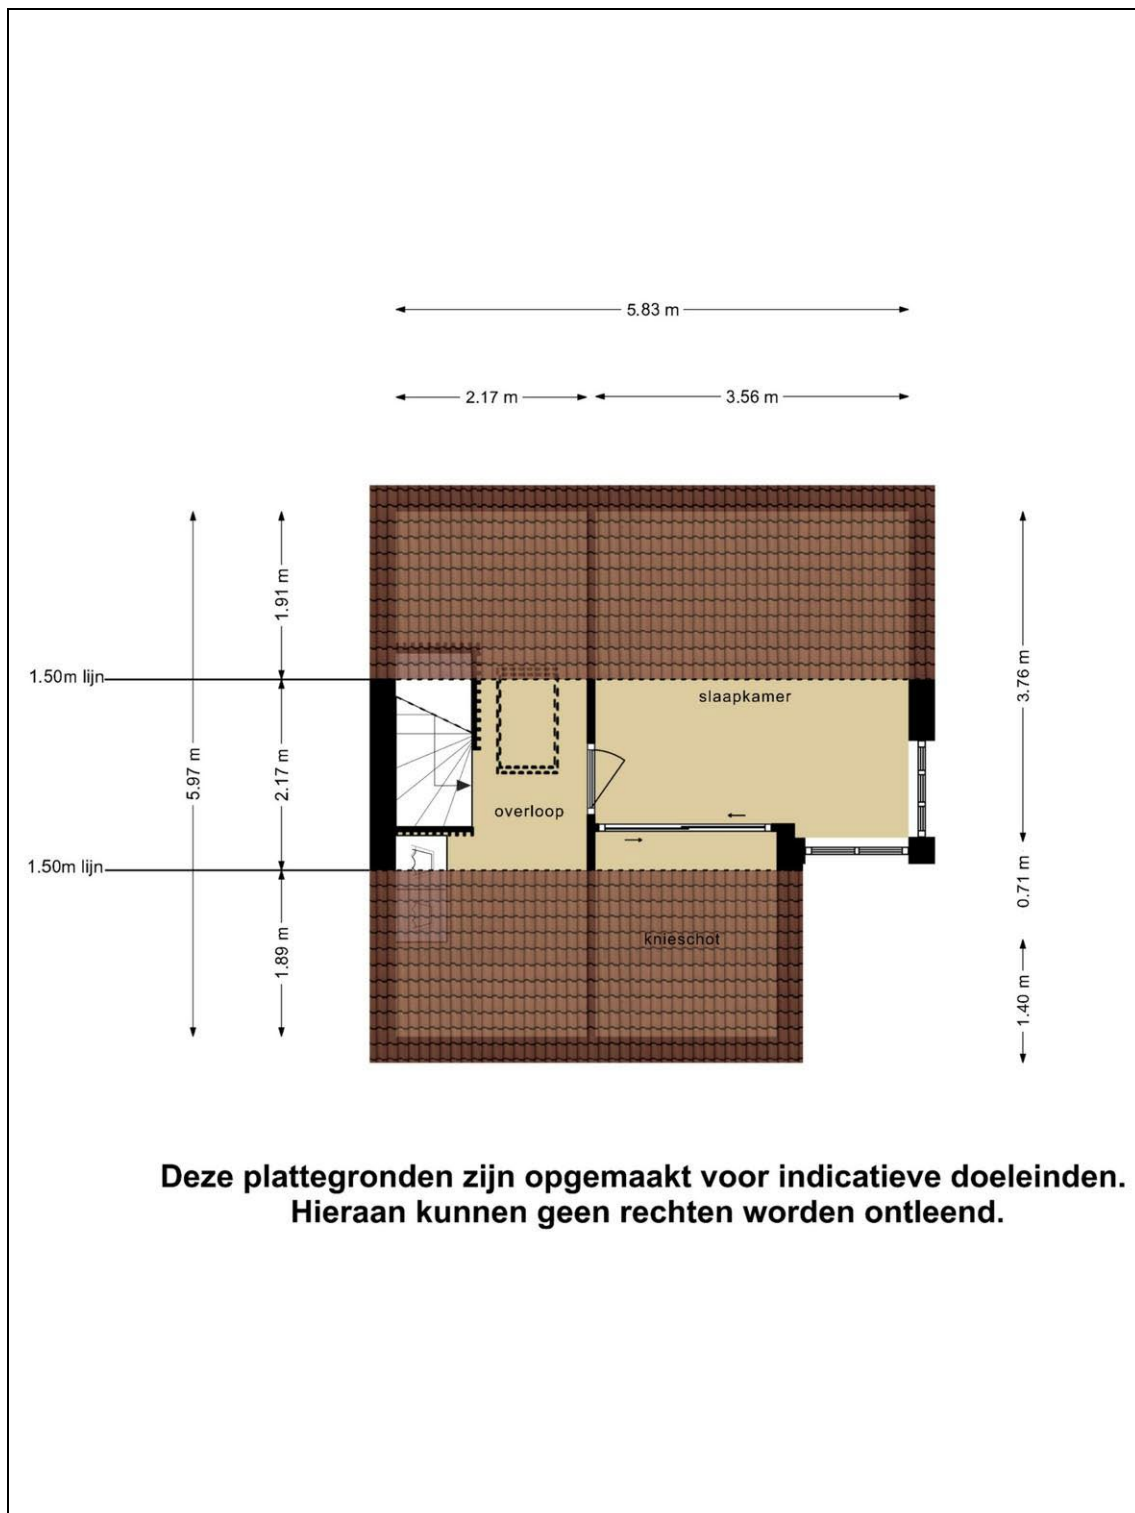 5.83 m
2.17 m
3.56 m
1.91 m
1.50m lijn
slaapkamer
3.76 m
5.97 m
2.17 m
overloop
1.50m lijn
0.71 m
1.89 m
knieschot
1.40 m
Deze plattegronden zijn opgemaakt voor indicatieve doeleinden.
Hieraan kunnen geen rechten worden ontleend.